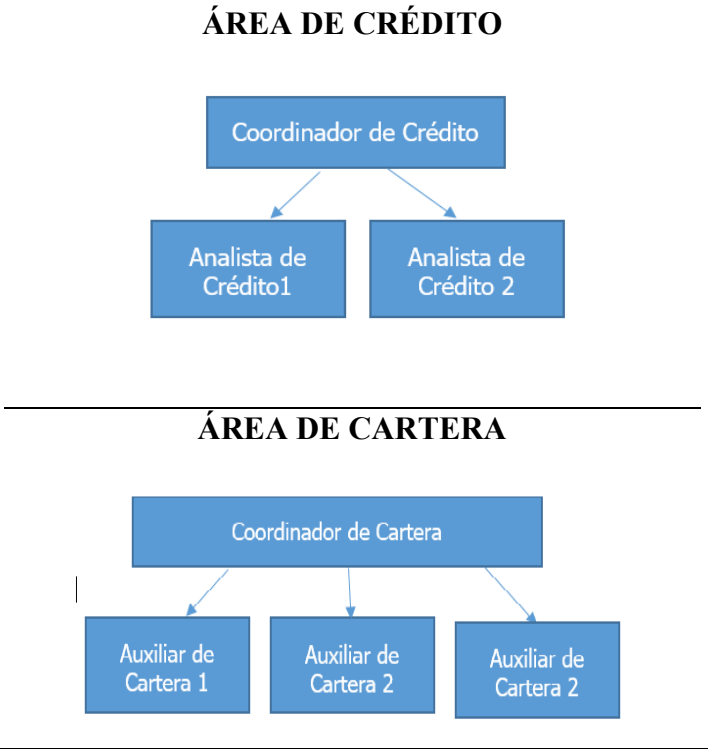 ÁREA DE CRÉDITO
Coordinador de Crédito
Analista de
Crédito1
Analista de
Crédito 2
ÁREA DE CARTERA
Coordinador de Cartera
Auxiliar de
Cartera 1
Auxiliar de
Cartera 2
Auxiliar de
Cartera 2